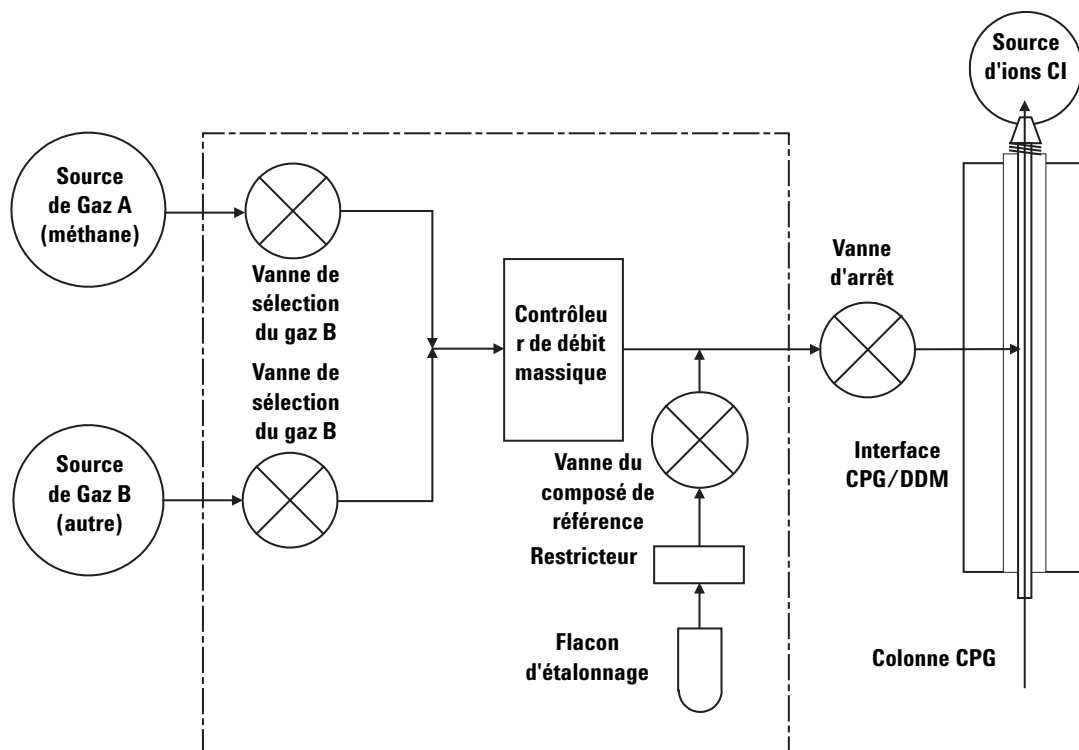 Source
d'ions CI
Source
de Gaz A
(méthane)
Vanne de
sélection
du gaz B
Vanne de
sélection
du gaz B
Source
de Gaz B
(autre)
Contrôleu
r de débit
massique
Vanne
d'arrêt
Vanne du
composé de
référence
Interface
CPG/DDM
Restricteur
Flacon
d'étalonnage
Colonne CPG